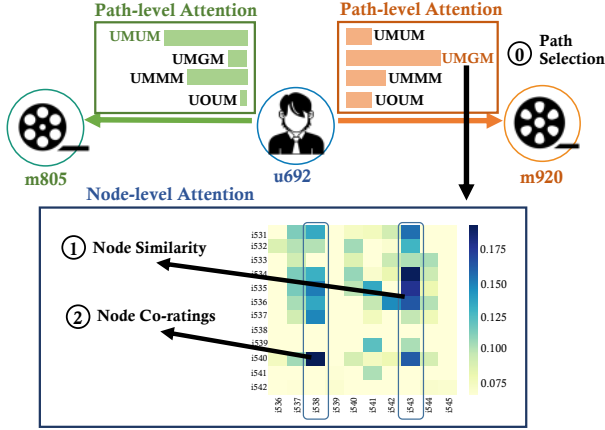 Path-level Attention
Path-level Attention
UMUM
UMGM
UMMM
UOUM
UMUM
UMGM
UMMM
UOUM
0 Path
Selection
m805
u692
m920
Node-level Attention
1 Node Similarity
2 Node Co-ratings
i531
i532
i533
i534
i535
i536
i537
i538
i539
i540
i541
i542
i536
i537
i538
i539
i540
i541
i542
i543
i544
i545
0.175
0.150
0.125
0.100
0.075